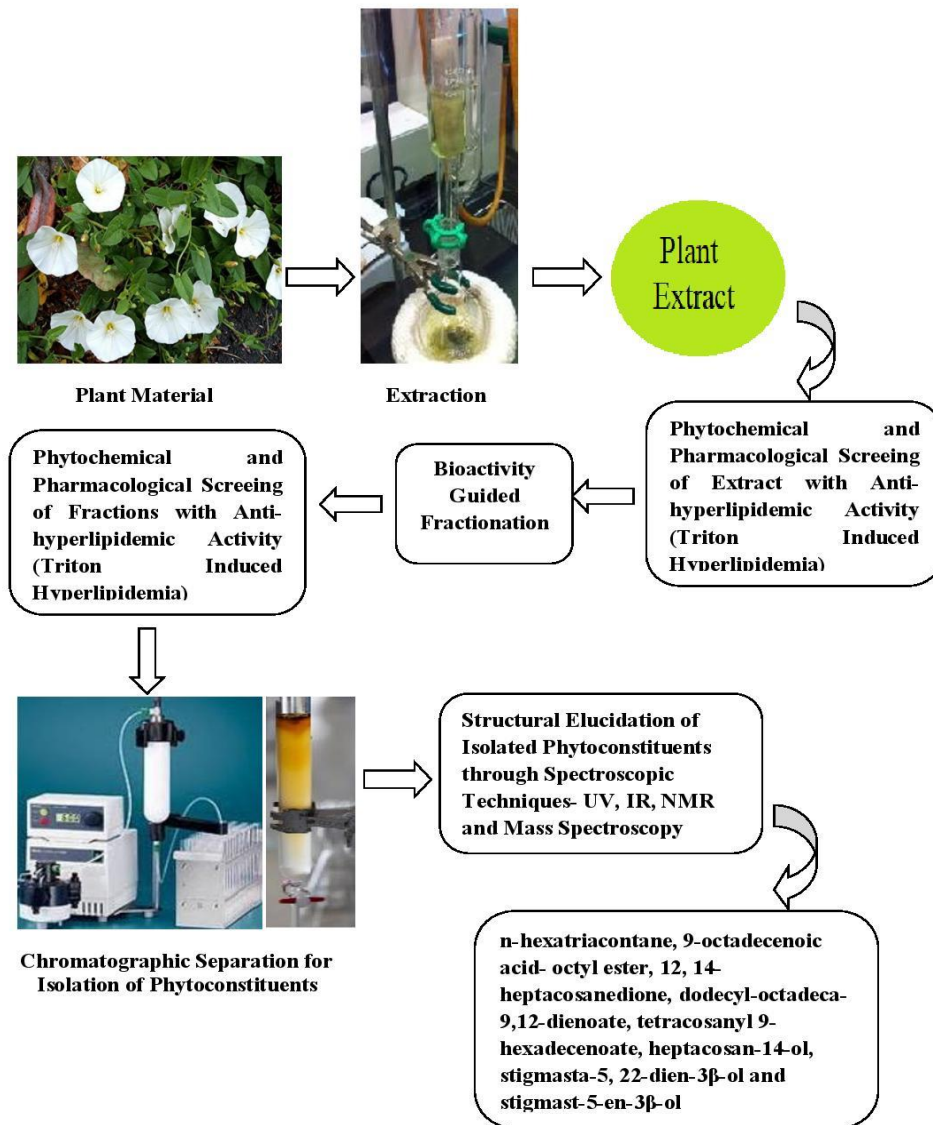 Plant
Extract
Plant Material
Extraction
Phytochemical and
Pharmacological Screeing
of Extract with Anti-
hyperlipidemic Activity
(Triton Induced
Hyperlipidemia)
Bioactivity
Guided
Fractionation
Phytochemical and
Pharmacological Screeing
of Fractions with Anti-
hyperlipidemic Activity
(Triton Induced
Hyperlipidemia)
Chromatographic Separation for
Isolation of Phytoconstituents
Structural Elucidation of
Isolated Phytoconstituents
through Spectroscopic
Techniques- UV, IR, NMR
and Mass Spectroscopy
n-hexatriacontane, 9-octadecenoic
acid- octyl ester, 12, 14-
heptacosanedione, dodecyl-octadeca-
9,12-dienoate, tetracosanyl 9-
hexadecenoate, heptacosan-14-ol,
stigmasta-5, 22-dien-3β-ol and
stigmast-5-en-3β-ol